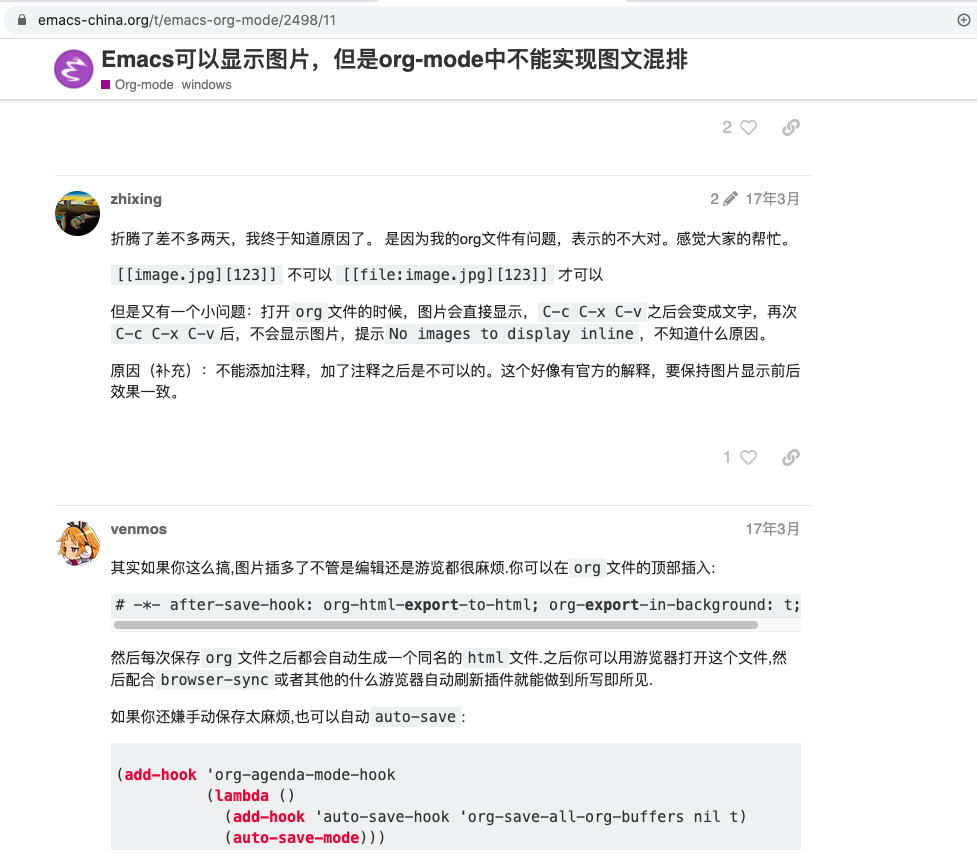 emacs-china.org/t/emacs-org-mode/2498/11
Emacs可以显示图片，但是org-mode中不能实现图文混排
Org-mode windows
2
zhixing
2 17年3月
折腾了差不多两天，我终于知道原因了。 是因为我的org文件有问题，表示的不大对。感觉大家的帮忙。
[[image.jpg][123]] 不可以 [[file:image.jpg][123]] 才可以
但是又有一个小问题：打开 org 文件的时候，图片会直接显示， C-c C-x C-v 之后会变成文字，再次
C-c C-x C-v 后，不会显示图片，提示 No images to display inline ，不知道什么原因。
原因（补充）：不能添加注释，加了注释之后是不可以的。这个好像有官方的解释，要保持图片显示前后
效果一致。
1
venmos
17年3月
其实如果你这么搞,图片插多了不管是编辑还是游览都很麻烦.你可以在 org 文件的顶部插入:
# -*- after-save-hook: org-html-export-to-html; org-export-in-background: t;
然后每次保存 org 文件之后都会自动生成一个同名的 html 文件.之后你可以用游览器打开这个文件,然
后配合 browser-sync 或者其他的什么游览器自动刷新插件就能做到所写即所见.
如果你还嫌手动保存太麻烦,也可以自动 auto-save :
(add-hook 'org-agenda-mode-hook
(lambda ()
(add-hook 'auto-save-hook 'org-save-all-org-buffers nil t)
(auto-save-mode)))